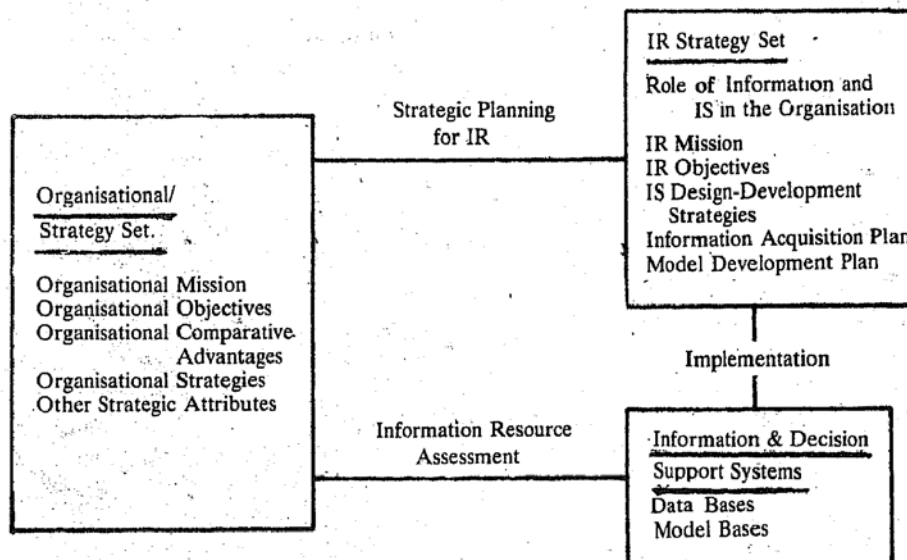 Organisational/
Strategy Set.
Organisational Mission
Organisational Objectives
Organisational Comparative
Advantages
Organisational Strategies
Other Strategic Attributes
Strategic Planning
for IR
IR Strategy Set
Role of Information and
IS in the Organisation
IR Mission
IR Objectives
IS Design-Development
Strategies
Information Acquisition Plan
Model Development Plan
Implementation
Information Resource
Assessment
Information & Decision
Support Systems
Data Bases
Model Bases